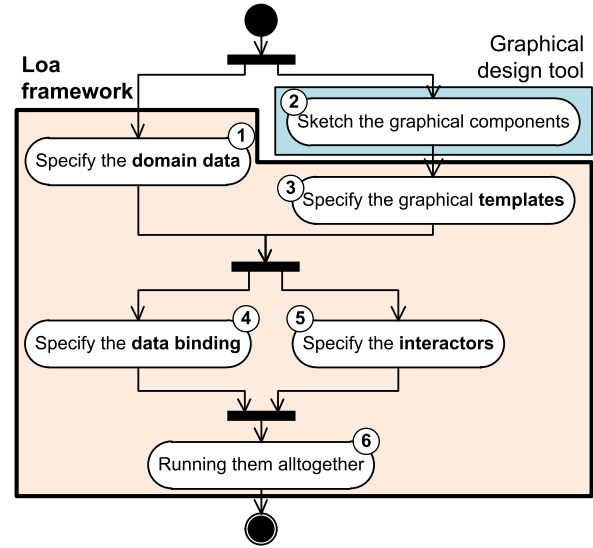 Graphical
design tool
Loa
framework
1
Specify the domain data
2
Sketch the graphical components
3
Specify the graphical templates
4
Specify the data binding
5
Specify the interactors
6
Running them alltogether